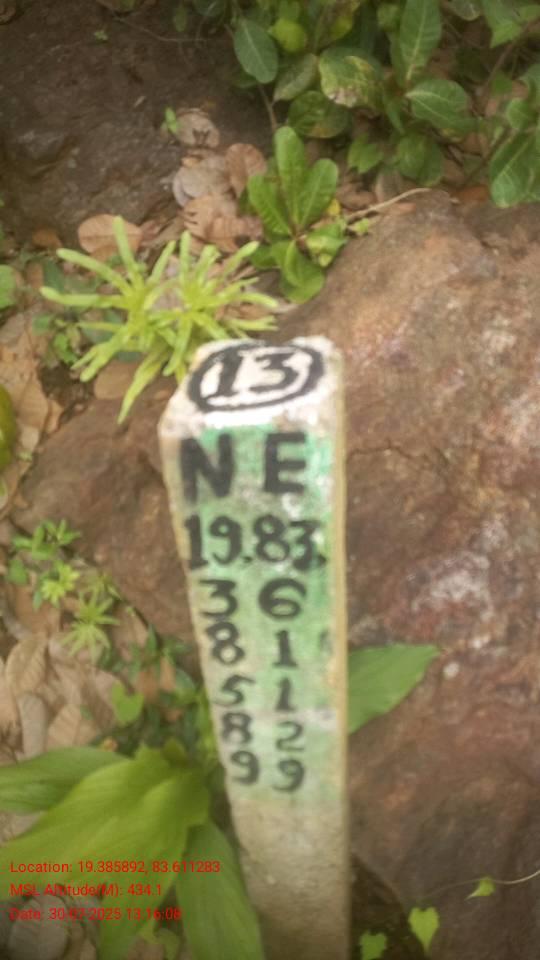 13
N E
19. 83.
3 6
8 1
5 1
8 2
9 9
Location: 19.385892, 83.611283
MSL Altitude(M): 434.1
Date: 30-07-2025 13:16:08